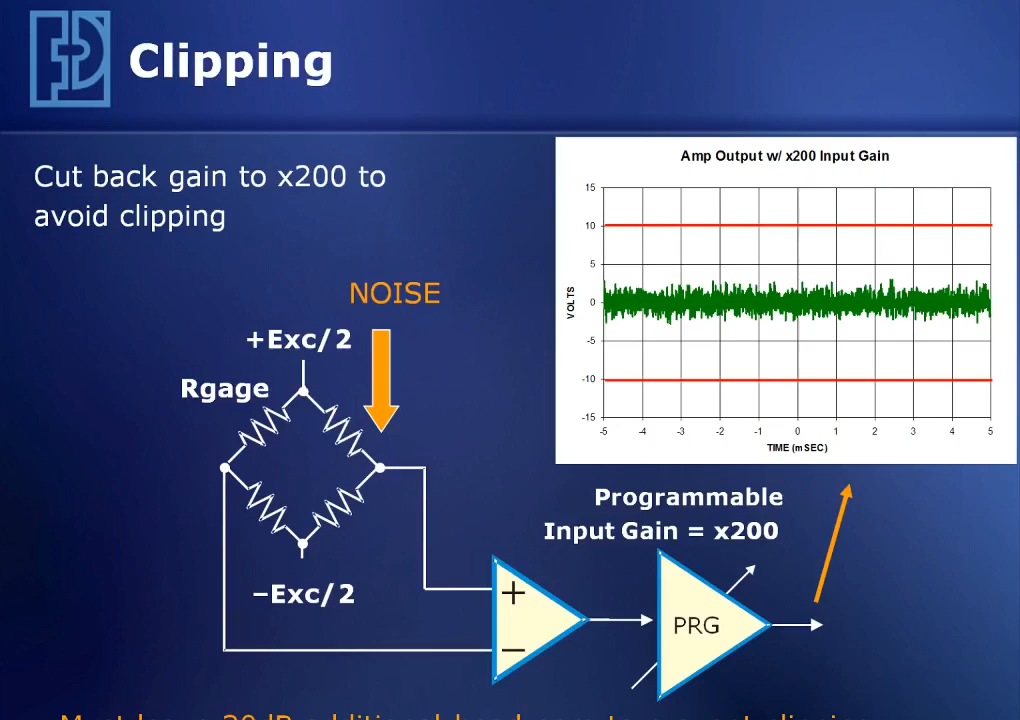 Clipping
Cut back gain to x200 to
avoid clipping
Amp Output w/ x200 Input Gain
15
10
5
0
-5
-10
-15
VOLTS
-5 -4 -3 -2 -1 0 1 2 3 4 5
TIME (mSEC)
NOISE
+Exc/2
Rgage
–Exc/2
Programmable
Input Gain = x200
+
–
PRG